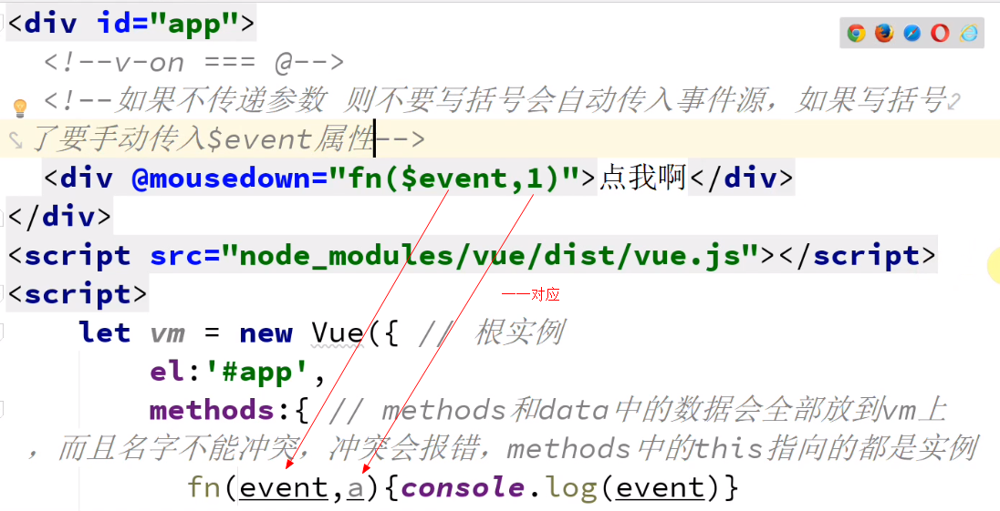 <div id="app">
<!--v-on === @-->
<!--如果不传递参数 则不要写括号会自动传入事件源，如果写括号
了要手动传入$event属性-->
<div @mousedown="fn($event,1)">点我啊</div>
</div>
<script src="node_modules/vue/dist/vue.js"></script>
<script>
一一对应
let vm = new Vue({ // 根实例
el:'#app',
methods:{ // methods和data中的数据会全部放到vm上
，而且名字不能冲突，冲突会报错，methods中的this指向的都是实例
fn(event,a){console.log(event)}